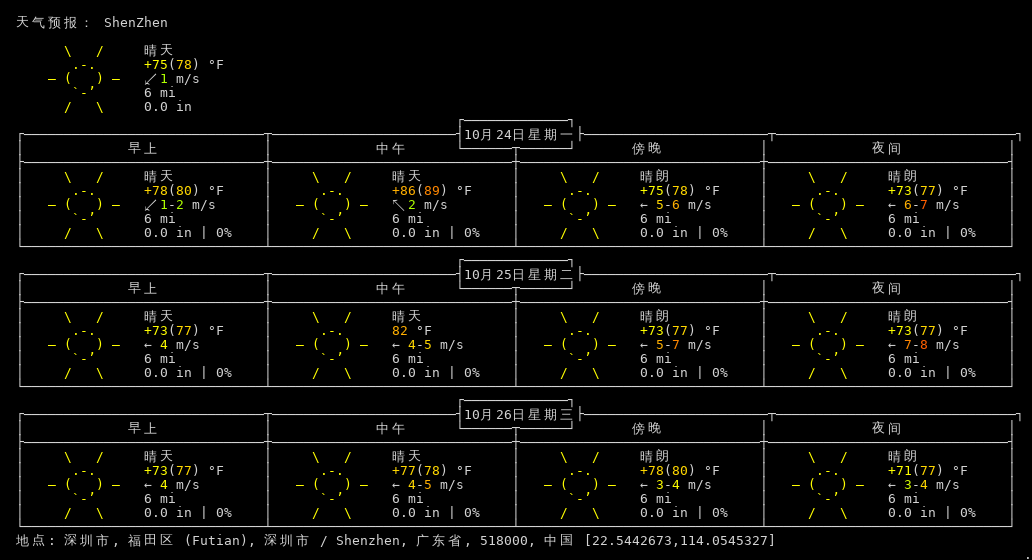 天气预报： ShenZhen
晴天
+75(78) °F
↙ 1 m/s
6 mi
0.0 in
10月24日星期一
早上 中午 傍晚 夜间
晴天 晴天 晴朗 晴朗
+78(80) °F +86(89) °F +75(78) °F +73(77) °F
↙ 1-2 m/s ↖ 2 m/s ← 5-6 m/s ← 6-7 m/s
6 mi 6 mi 6 mi 6 mi
0.0 in | 0% 0.0 in | 0% 0.0 in | 0% 0.0 in | 0%
10月25日星期二
早上 中午 傍晚 夜间
晴天 晴天 晴朗 晴朗
+73(77) °F 82 °F +73(77) °F +73(77) °F
← 4 m/s ← 4-5 m/s ← 5-7 m/s ← 7-8 m/s
6 mi 6 mi 6 mi 6 mi
0.0 in | 0% 0.0 in | 0% 0.0 in | 0% 0.0 in | 0%
10月26日星期三
早上 中午 傍晚 夜间
晴天 晴天 晴朗 晴朗
+73(77) °F +77(78) °F +78(80) °F +71(77) °F
← 4 m/s ← 4-5 m/s ← 3-4 m/s ← 3-4 m/s
6 mi 6 mi 6 mi 6 mi
0.0 in | 0% 0.0 in | 0% 0.0 in | 0% 0.0 in | 0%
地点: 深圳市, 福田区 (Futian), 深圳市 / Shenzhen, 广东省, 518000, 中国 [22.5442673,114.0545327]